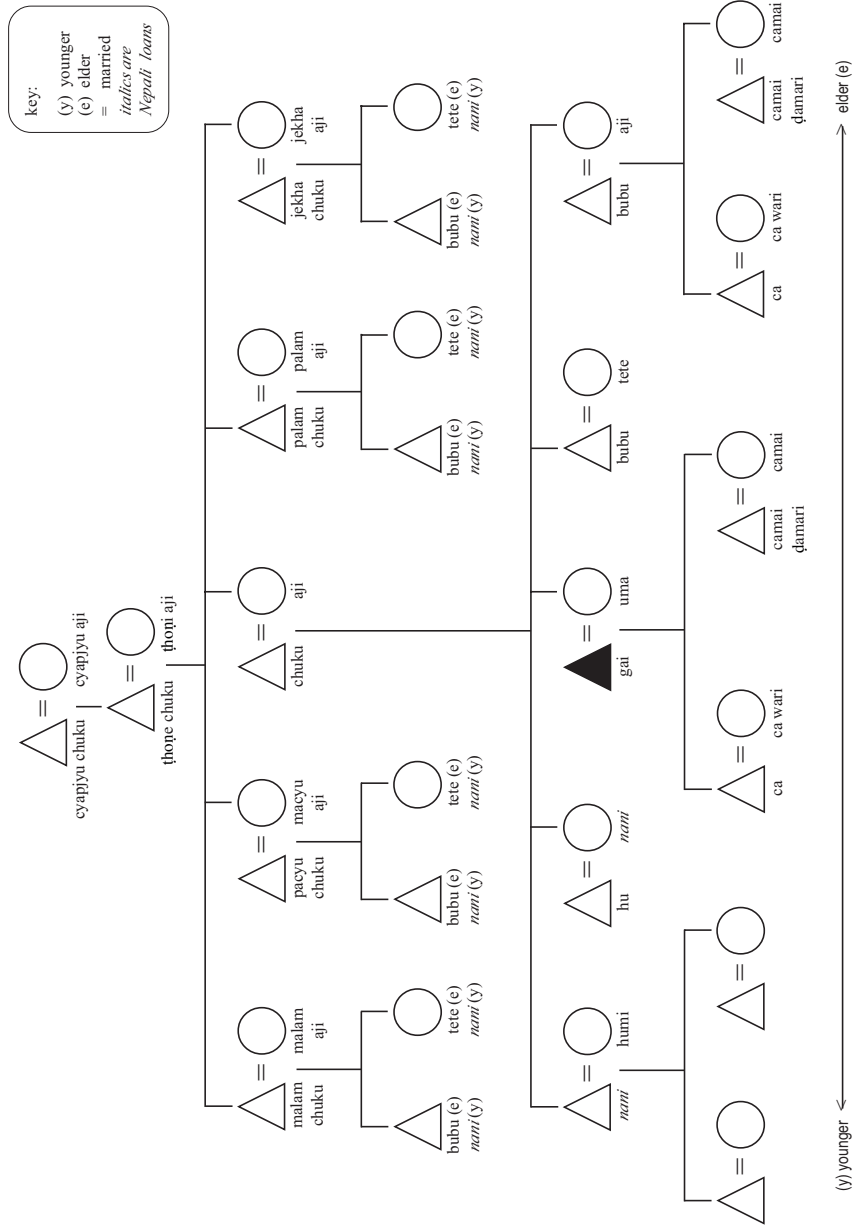 key:
(y) younger
(e) elder
= married
italics are
Nepali loans
cyapjyu chuku cyapjyu aji
ṭhone chuku ṭhoni aji
malam malam pacyu macyu chuku aji palam palam jekha jekha
chuku aji chuku aji chuku aji chuku aji
bubu (e) tete (e) bubu (e) tete (e) bubu (e) tete (e) bubu (e) tete (e)
nani (y) nani (y) nani (y) nani (y) nani (y) nani (y) nani (y) nani (y)
nani humi hu nani gai uma bubu tete bubu aji
ca ca wari camai camai ca ca wari camai camai
ḍamari ḍamari
(y) younger elder (e)